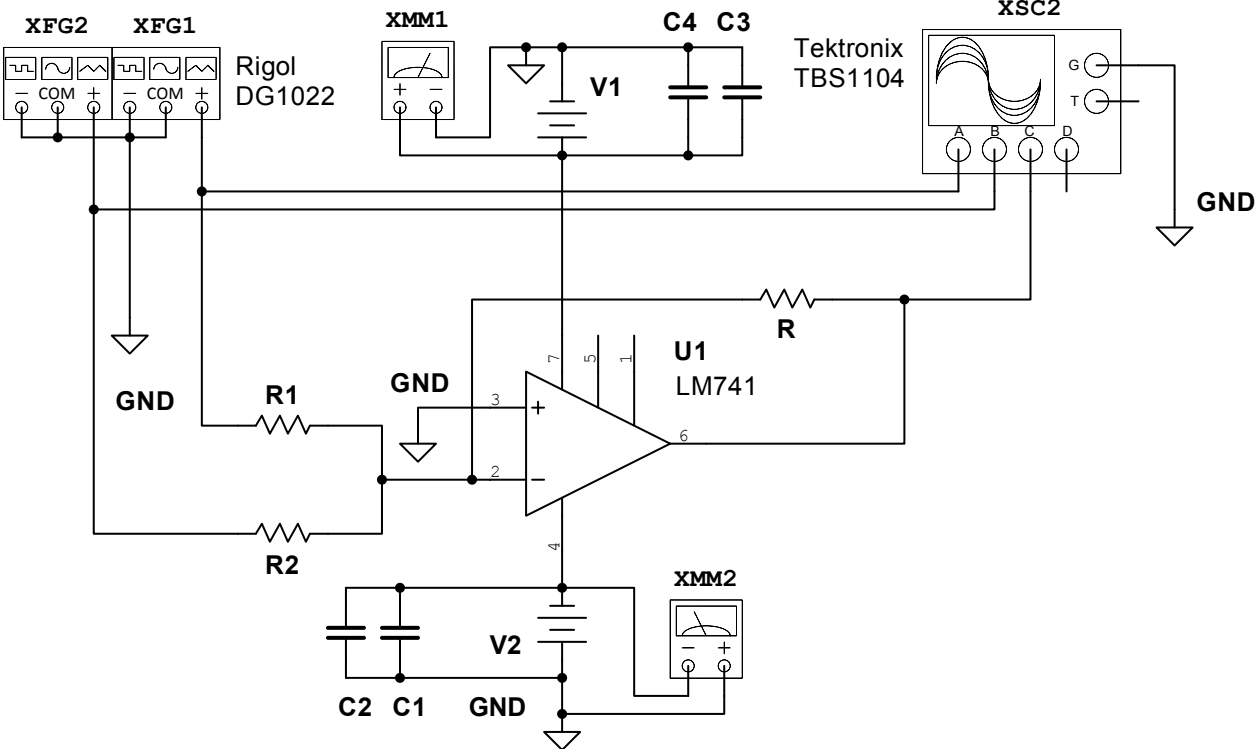 XFG2 XFG1
− COM + − COM +
Rigol
DG1022
XMM1
+ −
V1
C4 C3
Tektronix
TBS1104
XSC2
G
T
A B C D
GND
R
GND
R1
GND
7 5 1
U1
LM741
3 +
2 −
6
4
R2
XMM2
− +
V2
C2 C1 GND